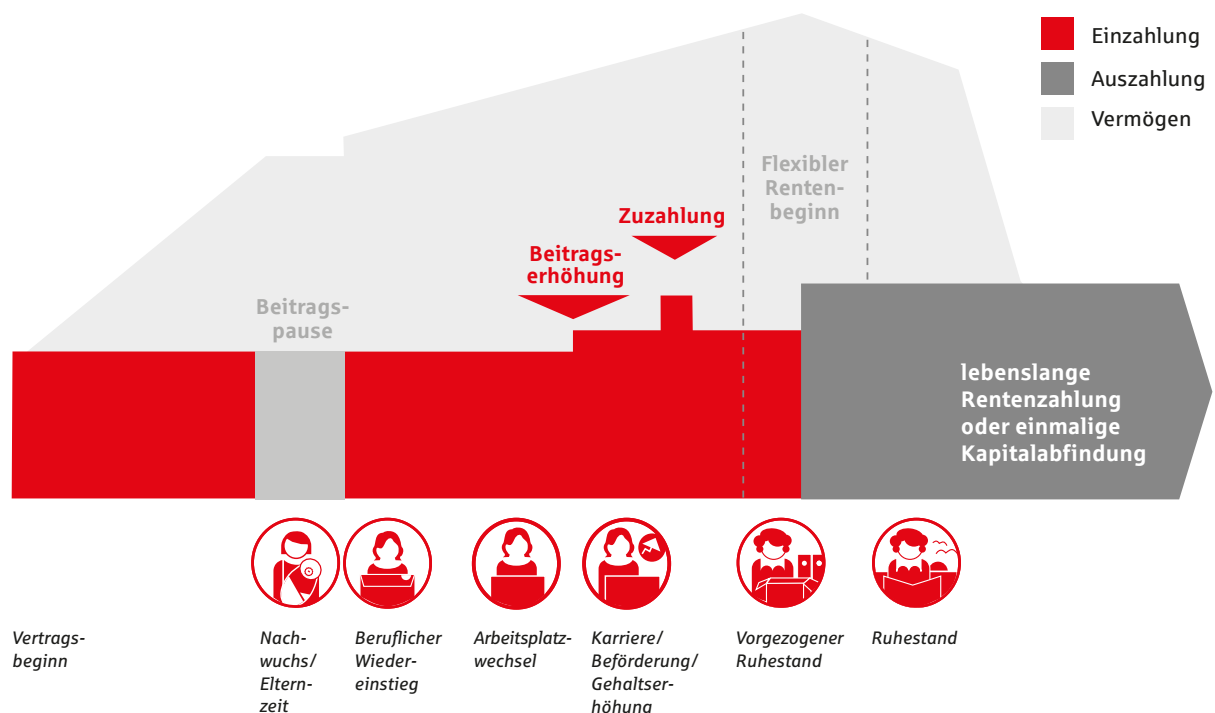 Einzahlung
Auszahlung
Vermögen
Flexibler
Renten-
beginn
Zuzahlung
Beitrags-
erhöhung
Beitrags-
pause
lebenslange
Rentenzahlung
oder einmalige
Kapitalabfindung
Vertrags-
beginn
Nach-
wuchs/
Eltern-
zeit
Beruflicher
Wieder-
einstieg
Arbeitsplatz-
wechsel
Karriere/
Beförderung/
Gehaltser-
höhung
Vorgezogener
Ruhestand
Ruhestand